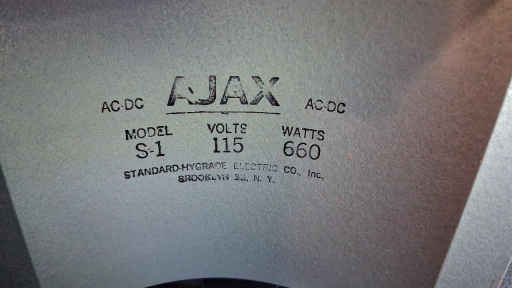 AJAX
AC-DC AC-DC
MODEL VOLTS WATTS
S-1 115 660
STANDARD-HYGRADE ELECTRIC CO., Inc.
BROOKLYN N. Y.